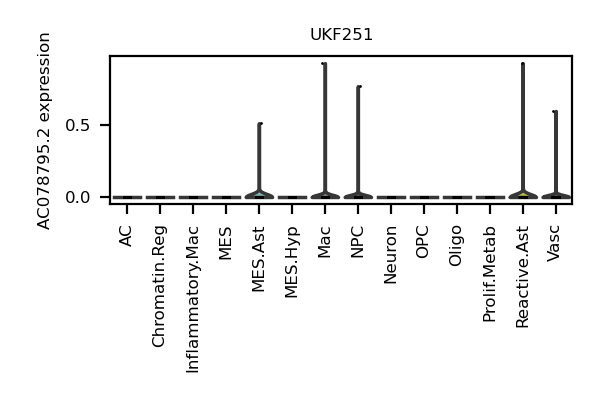 UKF251
AC078795.2 expression
0.5
0.0
AC
Chromatin.Reg
Inflammatory.Mac
MES
MES.Ast
MES.Hyp
Mac
NPC
Neuron
OPC
Oligo
Prolif.Metab
Reactive.Ast
Vasc